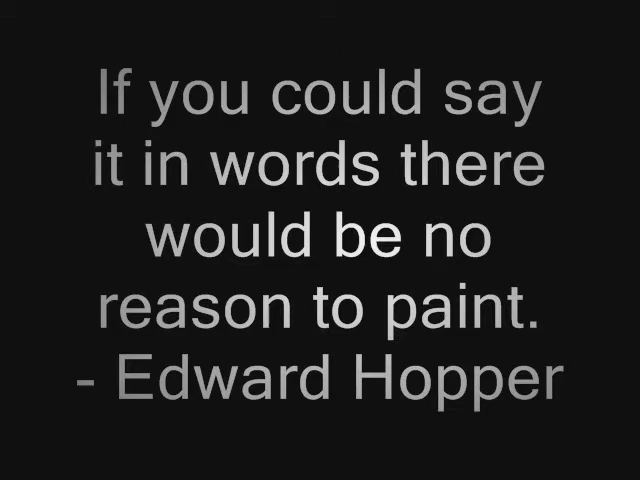 If you could say
it in words there
would be no
reason to paint.
- Edward Hopper